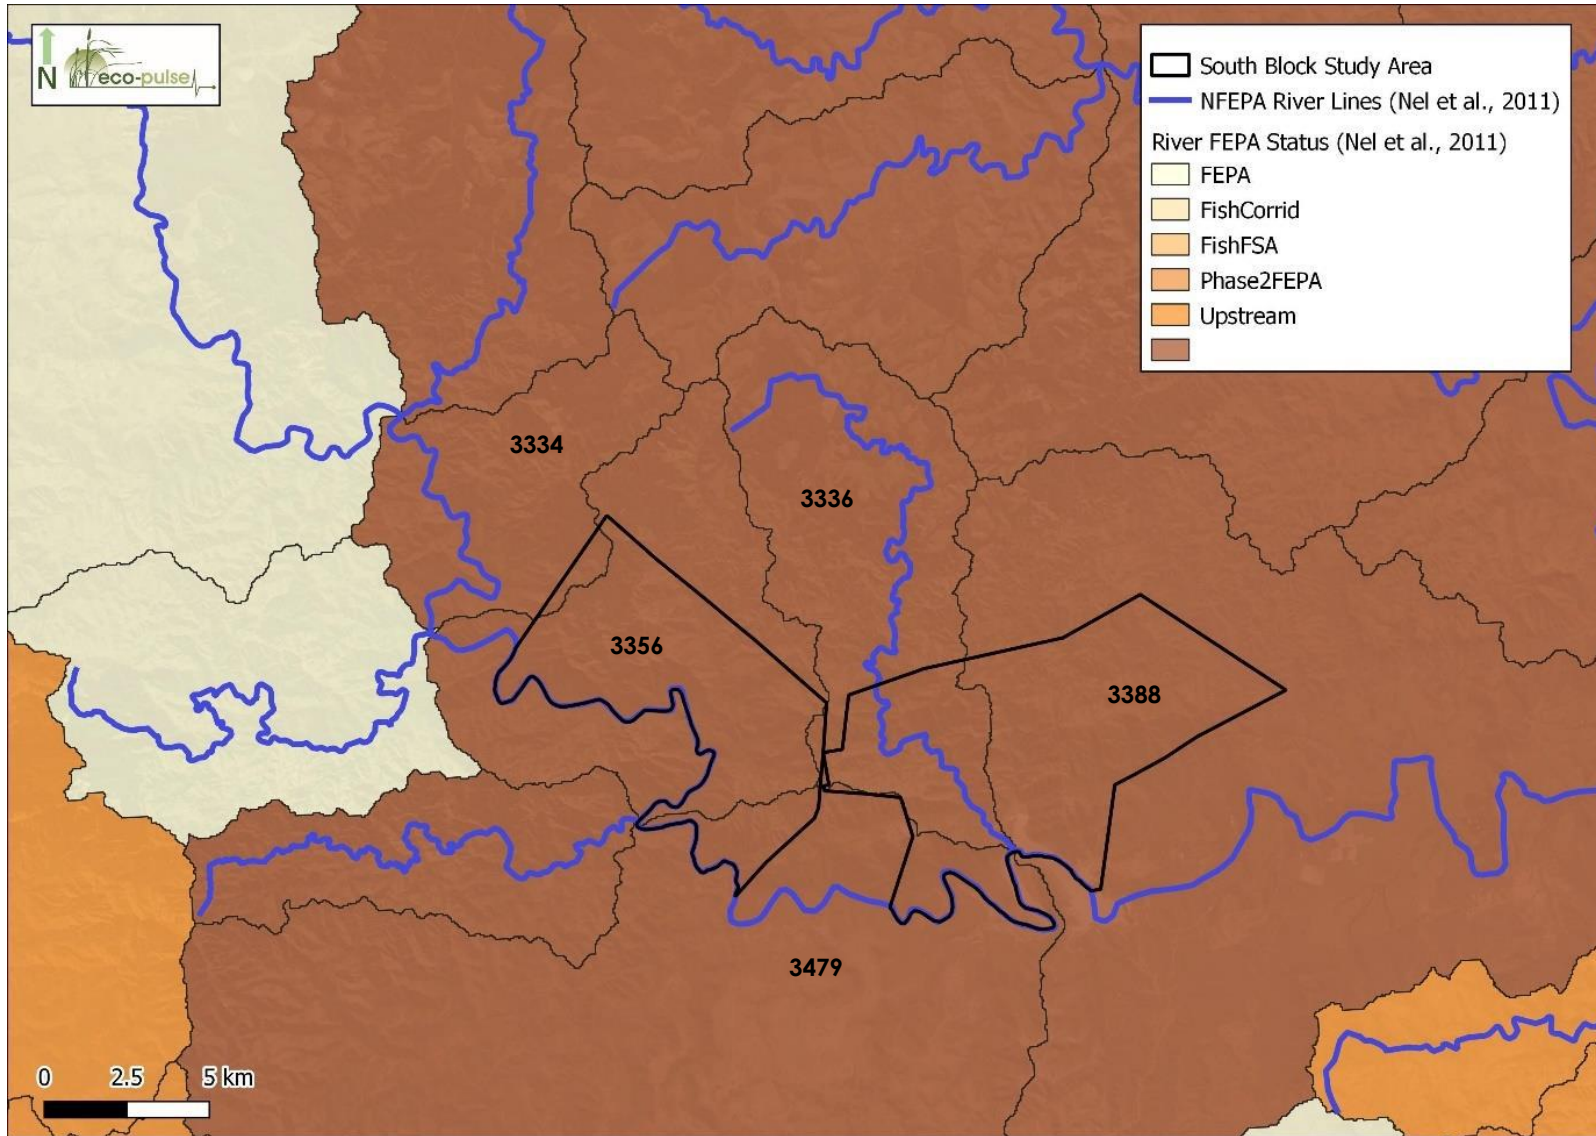 N
eco-pulse
South Block Study Area
NFEPA River Lines (Nel et al., 2011)
River FEPA Status (Nel et al., 2011)
FEPA
FishCorrid
FishFSA
Phase2FEPA
Upstream
3334
3336
3356
3388
3479
0 2.5 5 km